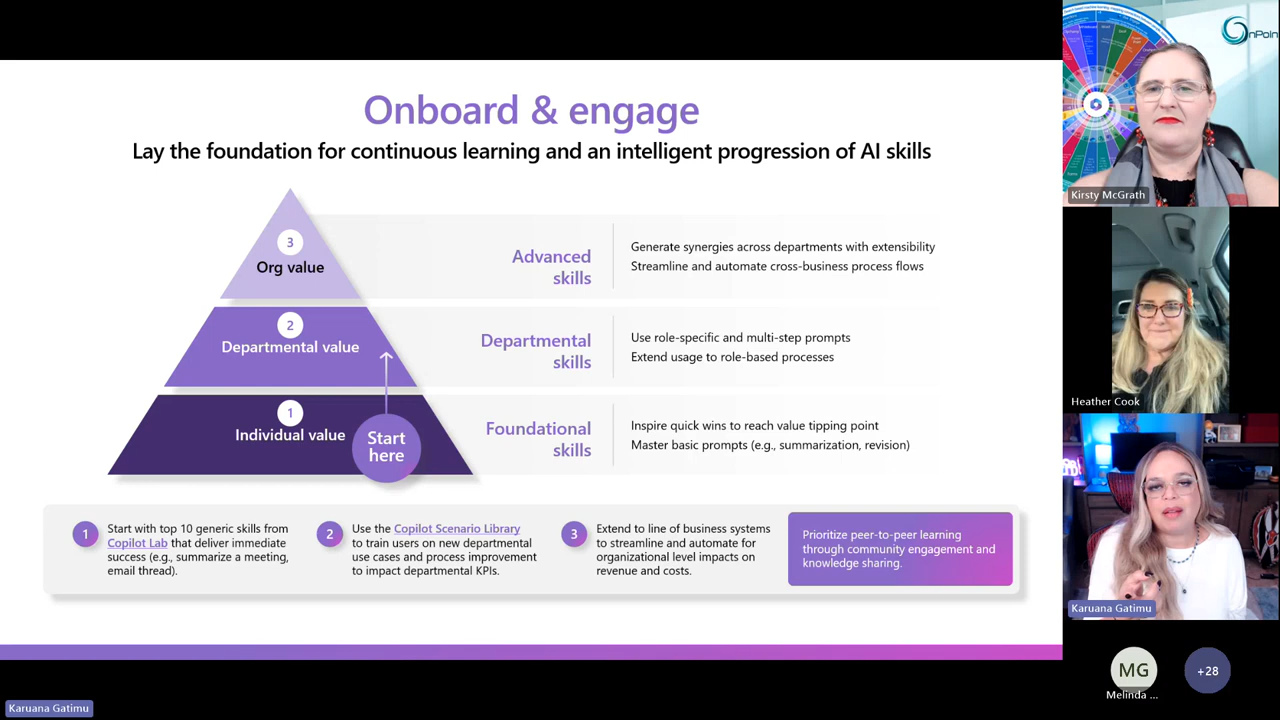 Onboard & engage
Lay the foundation for continuous learning and an intelligent progression of AI skills
3
Org value
Advanced
skills
Generate synergies across departments with extensibility
Streamline and automate cross-business process flows
2
Departmental value
Departmental
skills
Use role-specific and multi-step prompts
Extend usage to role-based processes
1
Individual value
Start
here
Foundational
skills
Inspire quick wins to reach value tipping point
Master basic prompts (e.g., summarization, revision)
1
Start with top 10 generic skills from
Copilot Lab that deliver immediate
success (e.g., summarize a meeting,
email thread).
2
Use the Copilot Scenario Library
to train users on new departmental
use cases and process improvement
to impact departmental KPIs.
3
Extend to line of business systems
to streamline and automate for
organizational level impacts on
revenue and costs.
Prioritize peer-to-peer learning
through community engagement and
knowledge sharing.
Karuana Gatimu
nPoin
Kirsty McGrath
Heather Cook
Karuana Gatimu
MG
Melinda ...
+28